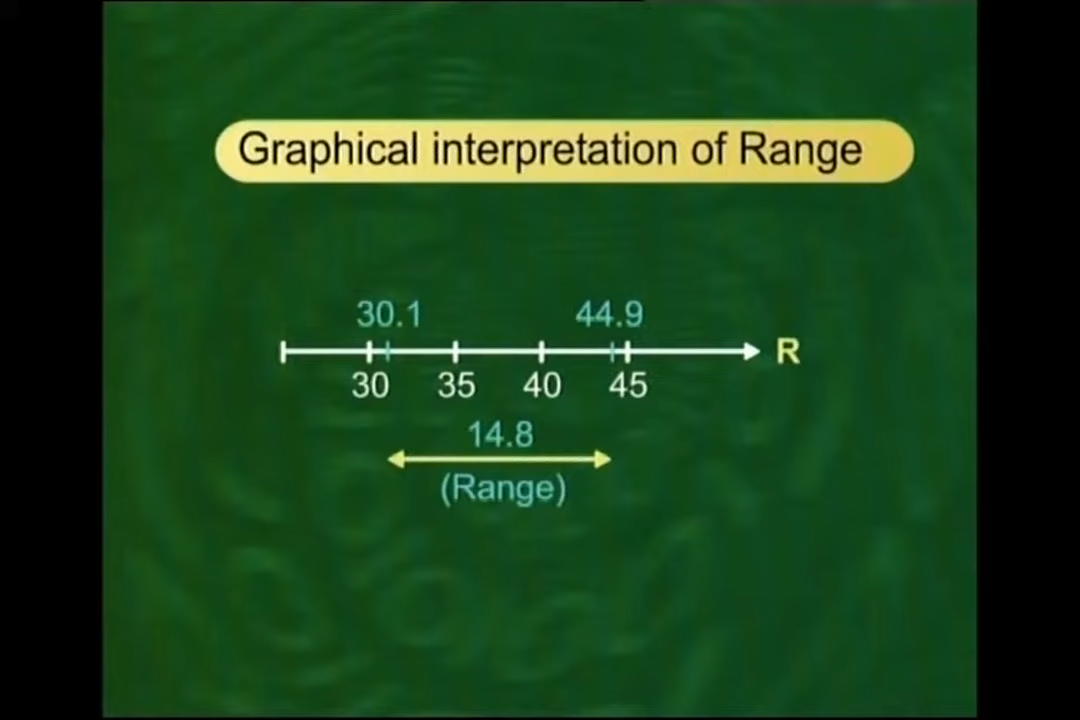 Graphical interpretation of Range
30.1 44.9
R
30 35 40 45
14.8
(Range)